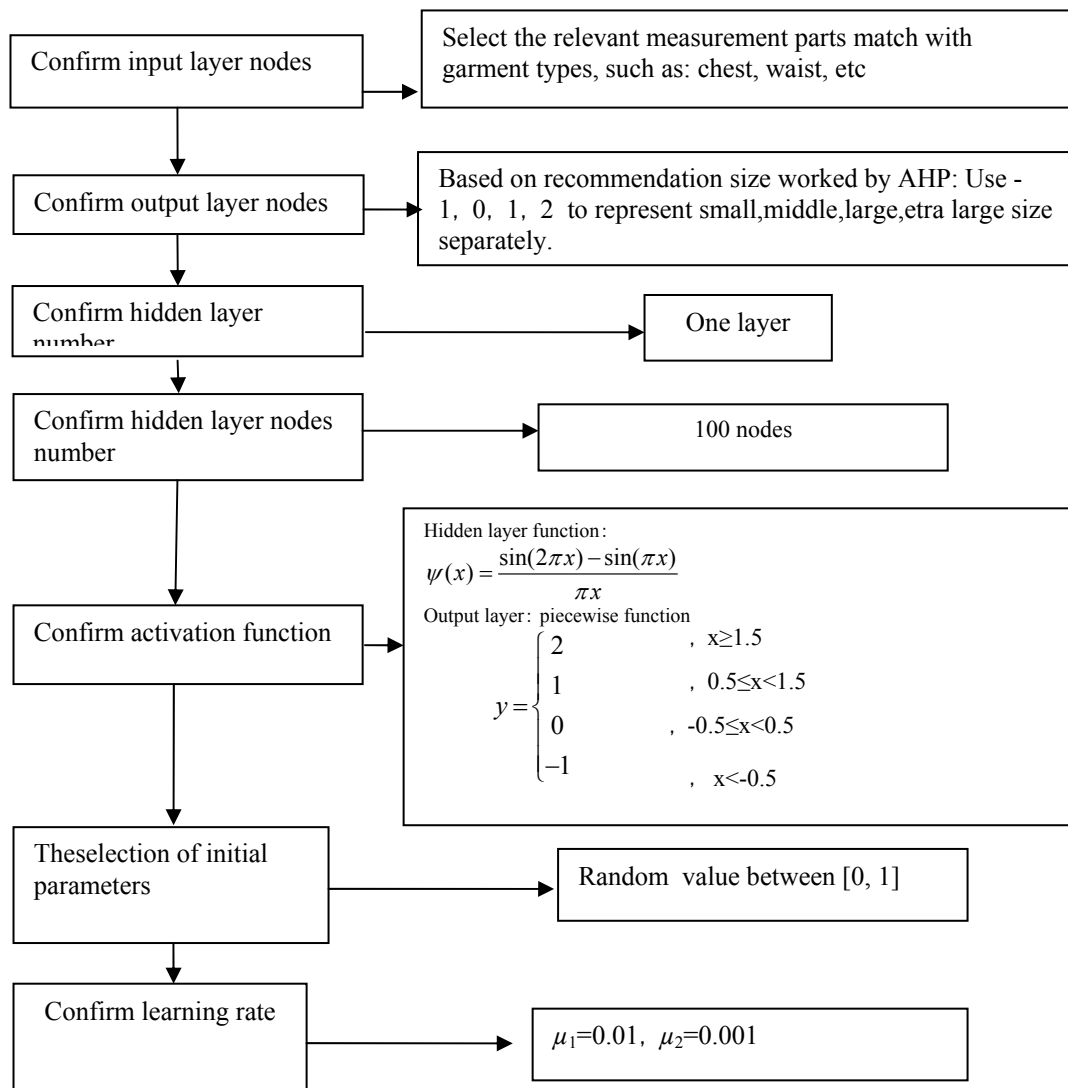 Confirm input layer nodes
Select the relevant measurement parts match with
garment types, such as: chest, waist, etc
Confirm output layer nodes
Based on recommendation size worked by AHP: Use -
1, 0, 1, 2 to represent small,middle,large,etra large size
separately.
Confirm hidden layer
number
One layer
Confirm hidden layer nodes
number
100 nodes
Confirm activation function
Hidden layer function:
ψ(x) = (sin(2πx) − sin(πx)) / πx
Output layer: piecewise function
y = {
2 , x≥1.5
1 , 0.5≤x<1.5
0 , -0.5≤x<0.5
−1 , x<-0.5
Theselection of initial
parameters
Random value between [0, 1]
Confirm learning rate
μ1=0.01, μ2=0.001